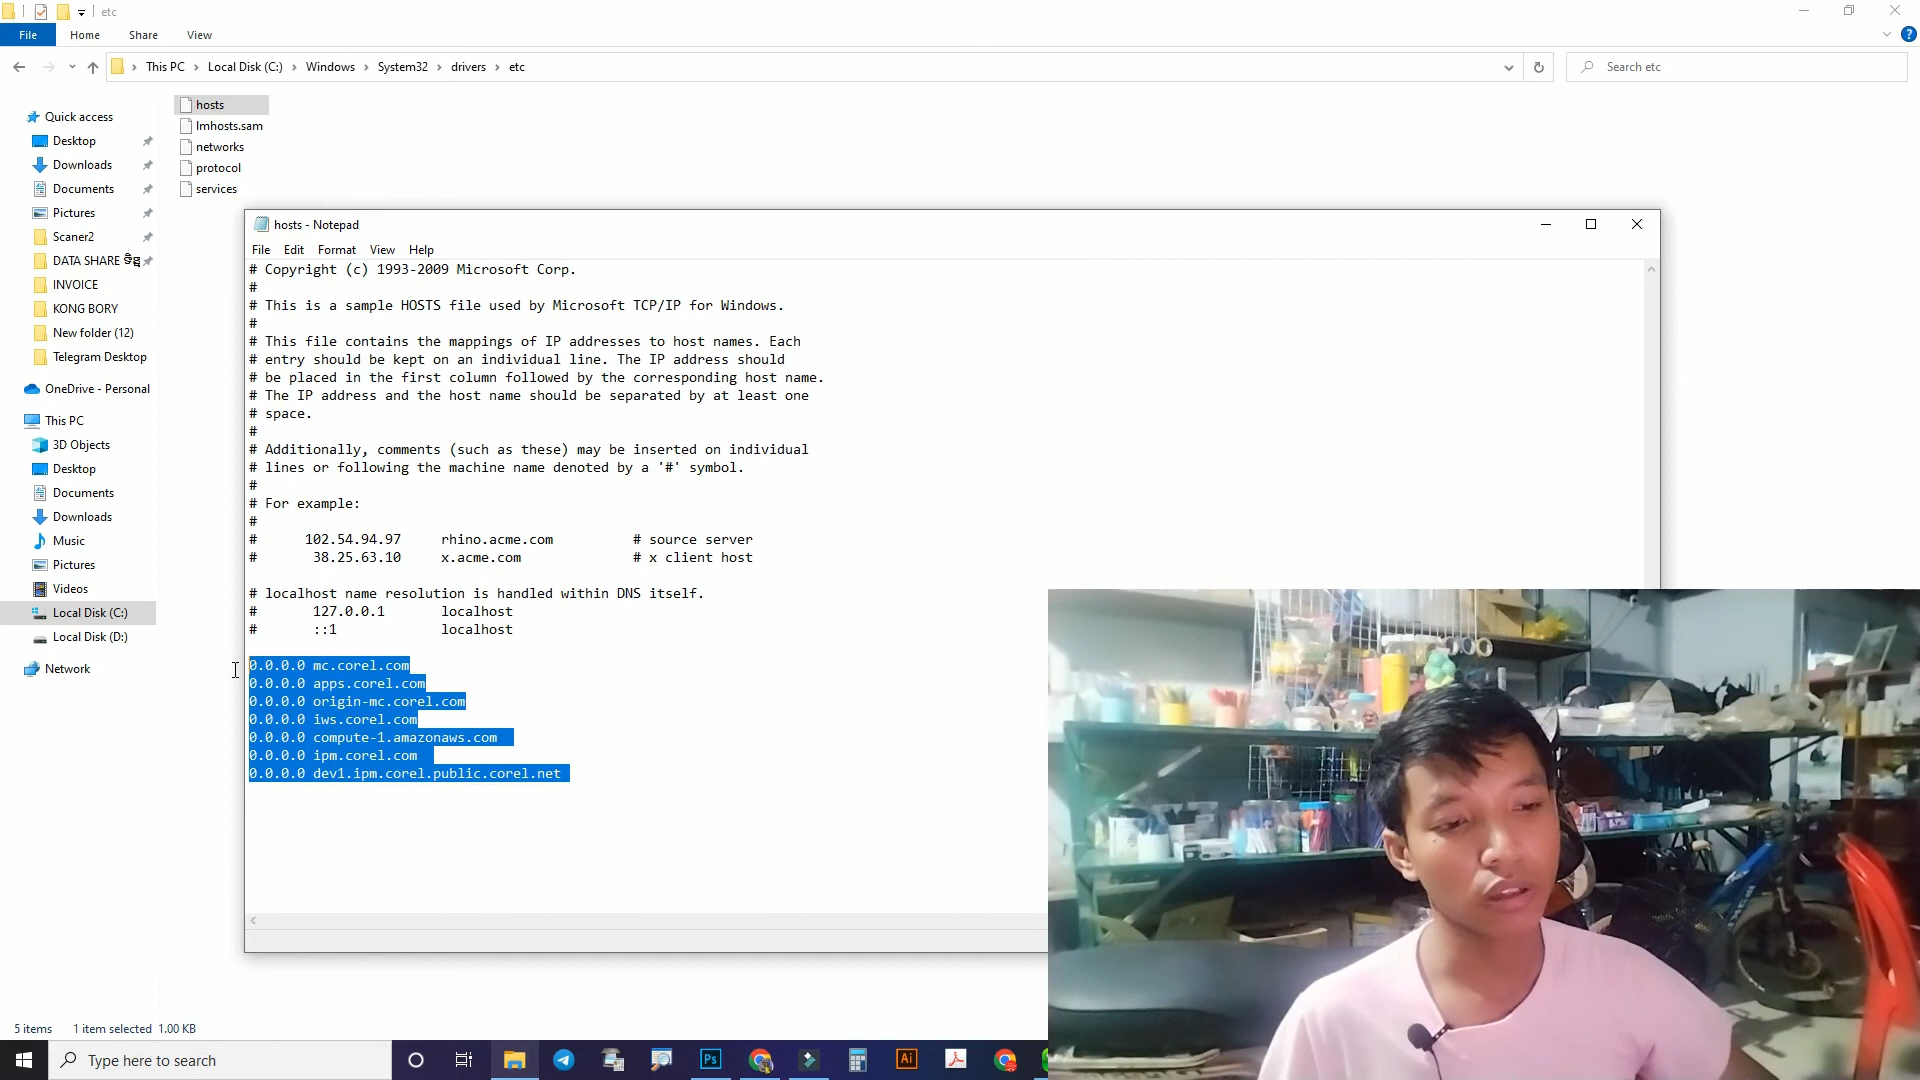 etc
File Home Share View
This PC Local Disk (C:) Windows System32 drivers etc
Search etc
Quick access
Desktop
Downloads
Documents
Pictures
Scaner2
DATA SHARE
INVOICE
KONG BORY
New folder (12)
Telegram Desktop
OneDrive - Personal
This PC
3D Objects
Desktop
Documents
Downloads
Music
Pictures
Videos
Local Disk (C:)
Local Disk (D:)
Network
hosts
lmhosts.sam
networks
protocol
services
hosts - Notepad
File Edit Format View Help
# Copyright (c) 1993-2009 Microsoft Corp.
#
# This is a sample HOSTS file used by Microsoft TCP/IP for Windows.
#
# This file contains the mappings of IP addresses to host names. Each
# entry should be kept on an individual line. The IP address should
# be placed in the first column followed by the corresponding host name.
# The IP address and the host name should be separated by at least one
# space.
#
# Additionally, comments (such as these) may be inserted on individual
# lines or following the machine name denoted by a '#' symbol.
#
# For example:
#
# 102.54.94.97 rhino.acme.com # source server
# 38.25.63.10 x.acme.com # x client host
# localhost name resolution is handled within DNS itself.
# 127.0.0.1 localhost
# ::1 localhost
0.0.0.0 mc.corel.com
0.0.0.0 apps.corel.com
0.0.0.0 origin-mc.corel.com
0.0.0.0 iws.corel.com
0.0.0.0 compute-1.amazonaws.com
0.0.0.0 ipm.corel.com
0.0.0.0 dev1.ipm.corel.public.corel.net
5 items 1 item selected 1.00 KB
Type here to search
Ps
Ai